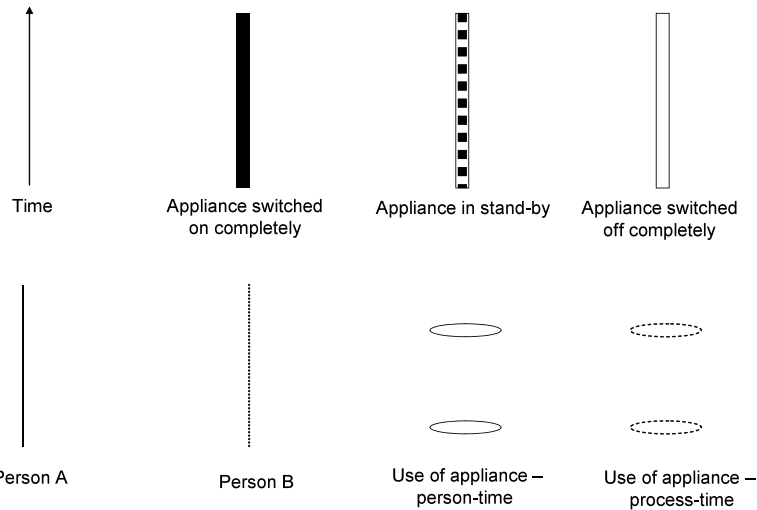 Time
Appliance switched
on completely
Appliance in stand-by
Appliance switched
off completely
Person A
Person B
Use of appliance –
person-time
Use of appliance –
process-time